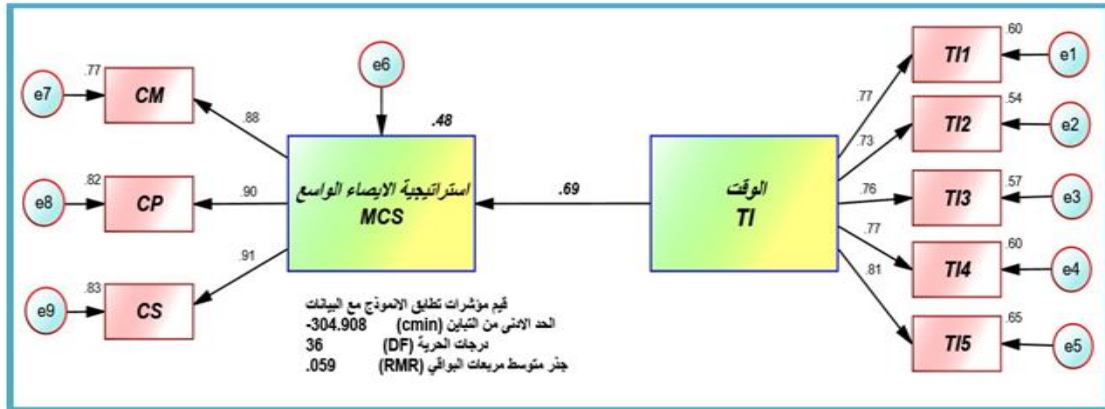 e6
.77
e7
CM
.88
.82
e8
CP
.90
.83
e9
CS
.91
.48
استراتيجية الايصاء الواسع
MCS
.69
الوقت
TI
.60
TI1
e1
.77
.54
TI2
e2
.73
.57
TI3
e3
.76
.60
TI4
e4
.77
.65
TI5
e5
.81
قيم مؤشرات تطابق الانموذج مع البيانات
الحد الادنى من التباين (cmin) 304.908-
درجات الحرية (DF) 36
جذر متوسط مربعات البواقي (RMR) .059